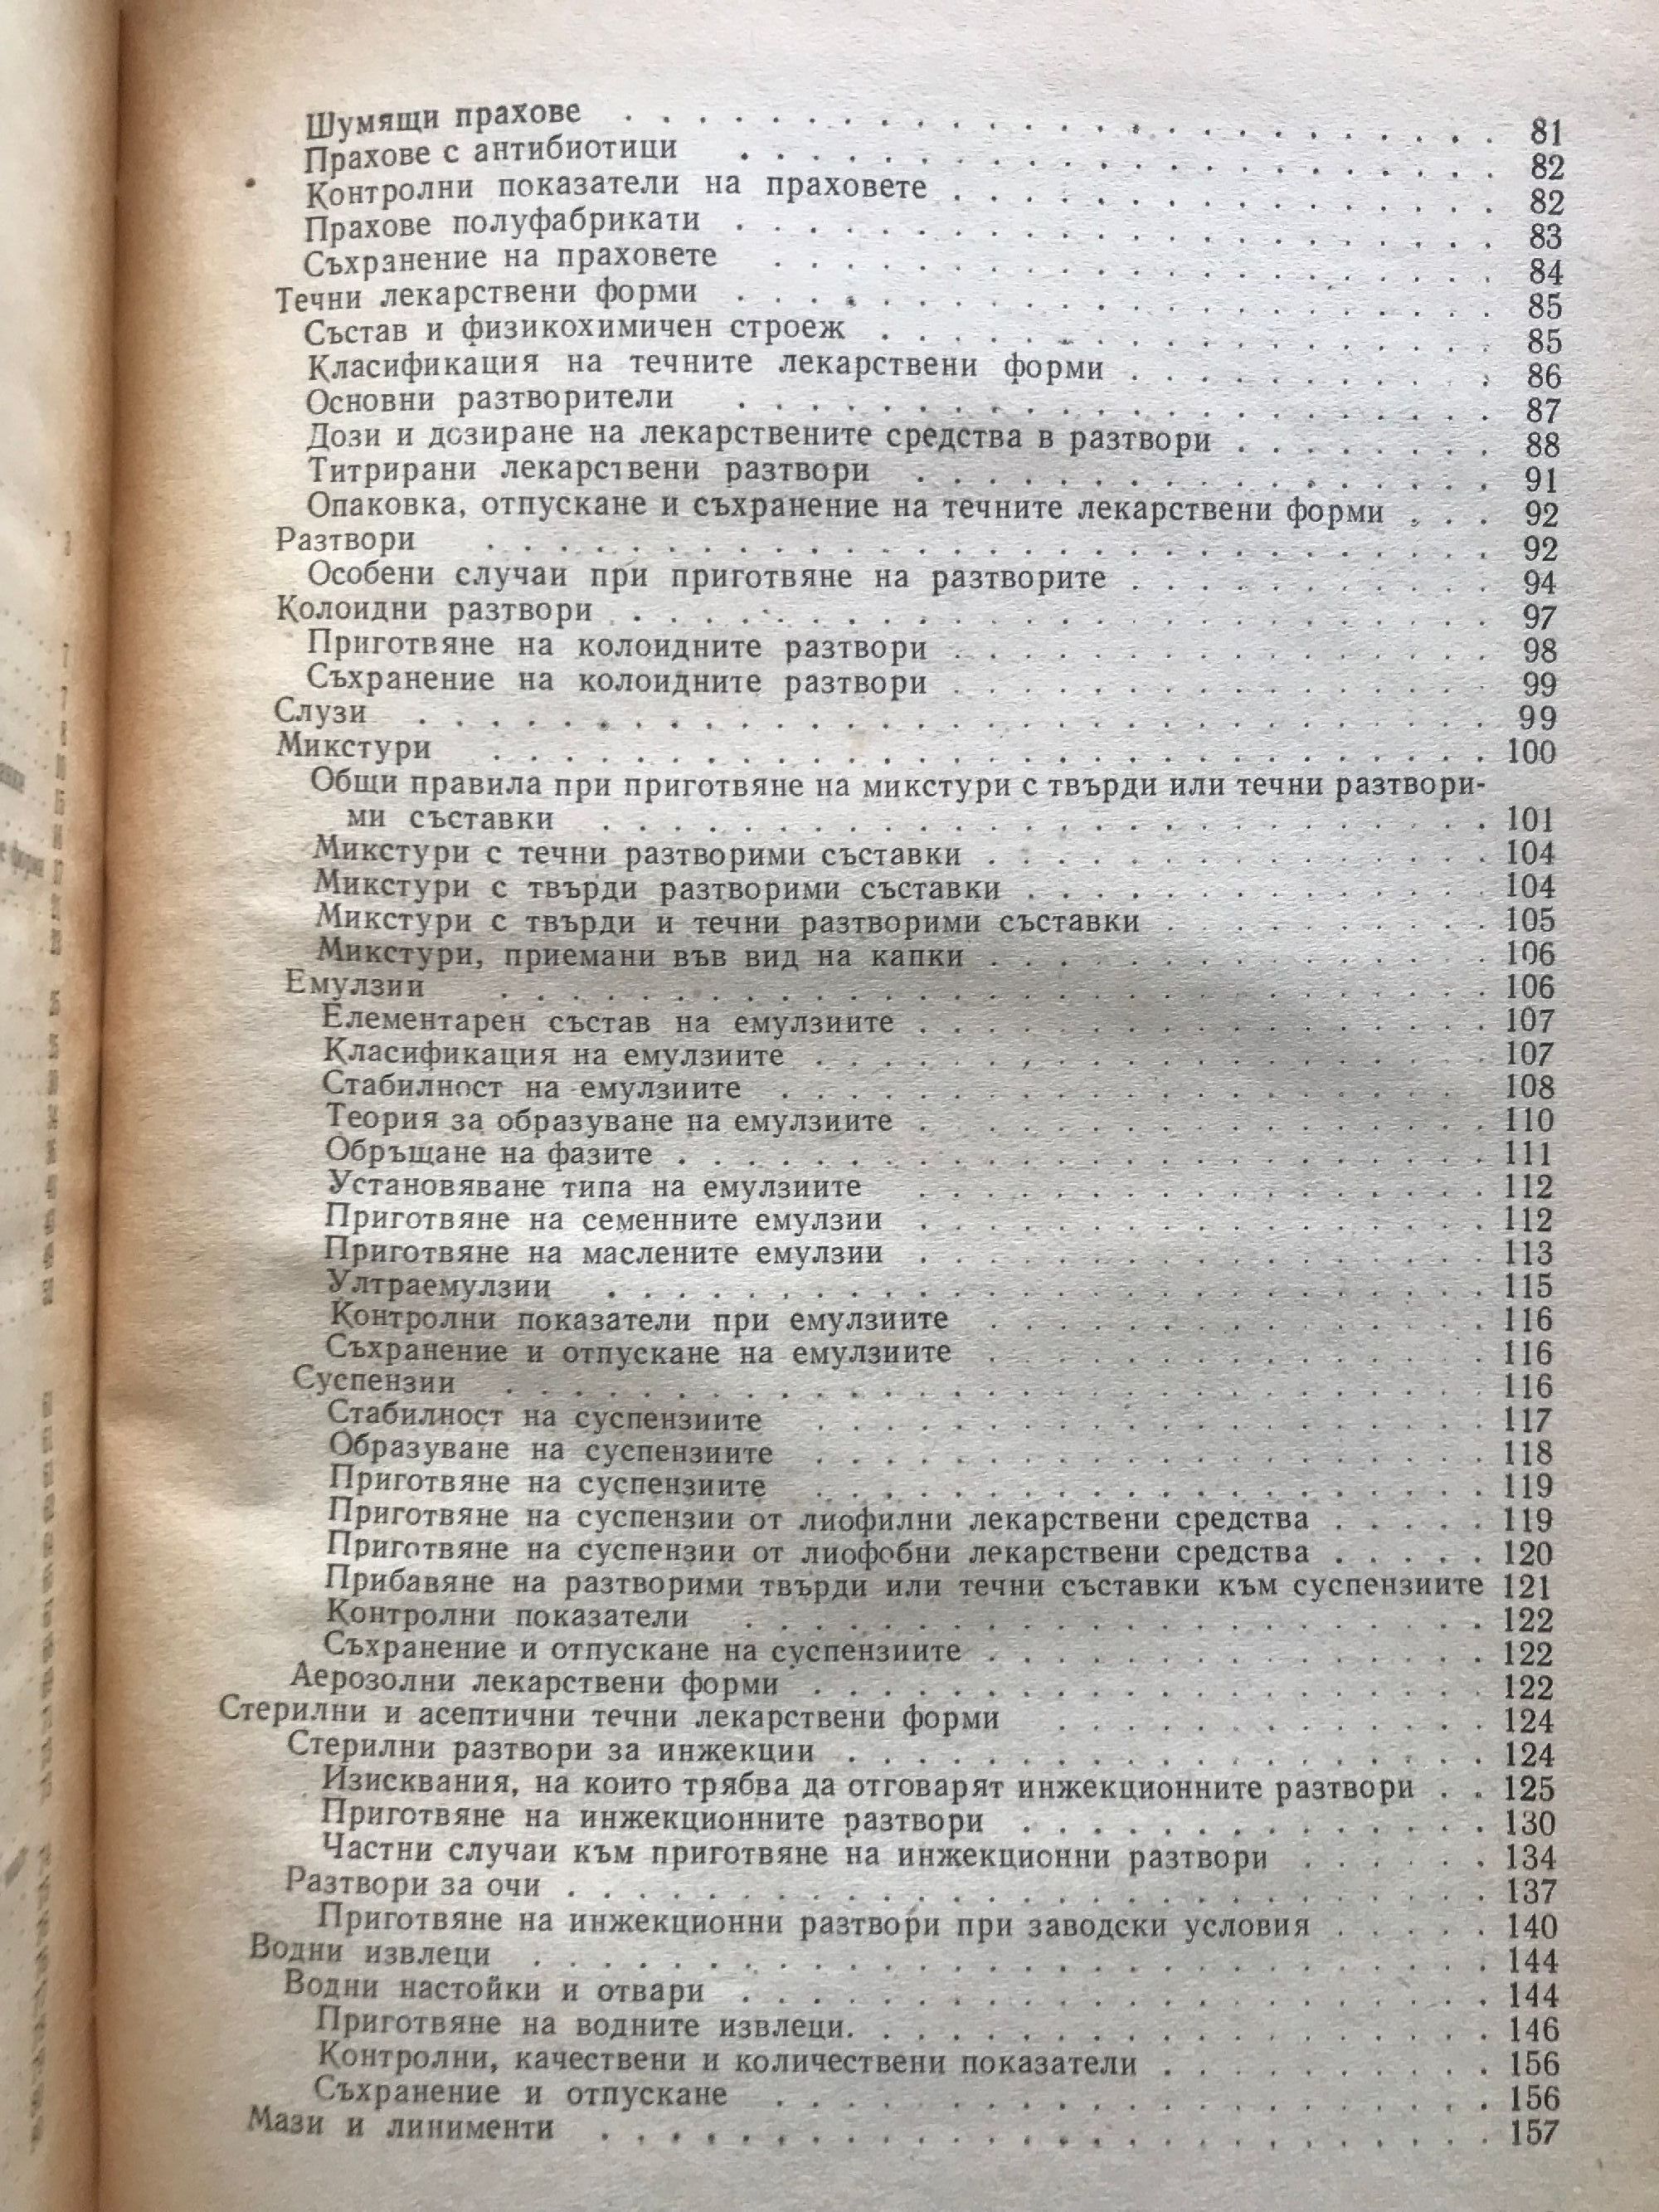 Шумящи прахове . . . . . . . . . . . . . . . . . . . . . . . . 81
Прахове с антибиотици . . . . . . . . . . . . . . . . . . . . . 82
Контролни показатели на праховете . . . . . . . . . . . . . . . 82
Прахове полуфабрикати . . . . . . . . . . . . . . . . . . . . . 83
Съхранение на праховете . . . . . . . . . . . . . . . . . . . . 84
Течни лекарствени форми . . . . . . . . . . . . . . . . . . . . 85
Състав и физикохимичен строеж . . . . . . . . . . . . . . . . . 85
Класификация на течните лекарствени форми . . . . . . . . . . . 86
Основни разтворители . . . . . . . . . . . . . . . . . . . . . 87
Дози и дозиране на лекарствените средства в разтвори . . . . . . . 88
Титрирани лекарствени разтвори . . . . . . . . . . . . . . . . 91
Опаковка, отпускане и съхранение на течните лекарствени форми . . . 92
Разтвори . . . . . . . . . . . . . . . . . . . . . . . . . . . 92
Особени случаи при приготвяне на разтворите . . . . . . . . . . 94
Колоидни разтвори . . . . . . . . . . . . . . . . . . . . . . . 97
Приготвяне на колоидните разтвори . . . . . . . . . . . . . . . 98
Съхранение на колоидните разтвори . . . . . . . . . . . . . . . 99
Слузи . . . . . . . . . . . . . . . . . . . . . . . . . . . . . 99
Микстури . . . . . . . . . . . . . . . . . . . . . . . . . . . 100
Общи правила при приготвяне на микстури с твърди или течни разтвори-
ми съставки . . . . . . . . . . . . . . . . . . . . . . . . . 101
Микстури с течни разтворими съставки . . . . . . . . . . . . . . 104
Микстури с твърди разтворими съставки . . . . . . . . . . . . . 104
Микстури с твърди и течни разтворими съставки . . . . . . . . . 105
Микстури, приемани във вид на капки . . . . . . . . . . . . . . 106
Емулзии . . . . . . . . . . . . . . . . . . . . . . . . . . . . 106
Елементарен състав на емулзиите . . . . . . . . . . . . . . . . 107
Класификация на емулзиите . . . . . . . . . . . . . . . . . . . 107
Стабилност на емулзиите . . . . . . . . . . . . . . . . . . . . 108
Теория за образуване на емулзиите . . . . . . . . . . . . . . . 110
Обръщане на фазите . . . . . . . . . . . . . . . . . . . . . . 111
Установяване типа на емулзиите . . . . . . . . . . . . . . . . 112
Приготвяне на семенните емулзии . . . . . . . . . . . . . . . . 112
Приготвяне на маслените емулзии . . . . . . . . . . . . . . . . 113
Ултраемулзии . . . . . . . . . . . . . . . . . . . . . . . . . 115
Контролни показатели при емулзиите . . . . . . . . . . . . . . 116
Съхранение и отпускане на емулзиите . . . . . . . . . . . . . . 116
Суспензии . . . . . . . . . . . . . . . . . . . . . . . . . . . 116
Стабилност на суспензиите . . . . . . . . . . . . . . . . . . . 117
Образуване на суспензиите . . . . . . . . . . . . . . . . . . . 118
Приготвяне на суспензиите . . . . . . . . . . . . . . . . . . . 119
Приготвяне на суспензии от лиофилни лекарствени средства . . . . . 119
Приготвяне на суспензии от лиофобни лекарствени средства . . . . . 120
Прибавяне на разтворими твърди или течни съставки към суспензиите 121
Контролни показатели . . . . . . . . . . . . . . . . . . . . . 122
Съхранение и отпускане на суспензиите . . . . . . . . . . . . . 122
Аерозолни лекарствени форми . . . . . . . . . . . . . . . . . . 122
Стерилни и асептични течни лекарствени форми . . . . . . . . . . 124
Стерилни разтвори за инжекции . . . . . . . . . . . . . . . . . 124
Изисквания, на които трябва да отговарят инжекционните разтвори . . 125
Приготвяне на инжекционните разтвори . . . . . . . . . . . . . . 130
Частни случаи към приготвяне на инжекционни разтвори . . . . . . 134
Разтвори за очи . . . . . . . . . . . . . . . . . . . . . . . . 137
Приготвяне на инжекционни разтвори при заводски условия . . . . . 140
Водни извлеци . . . . . . . . . . . . . . . . . . . . . . . . . 144
Водни настойки и отвари . . . . . . . . . . . . . . . . . . . . 144
Приготвяне на водните извлеци. . . . . . . . . . . . . . . . . . 146
Контролни, качествени и количествени показатели . . . . . . . . . 156
Съхранение и отпускане . . . . . . . . . . . . . . . . . . . . 156
Мази и линименти . . . . . . . . . . . . . . . . . . . . . . . 157